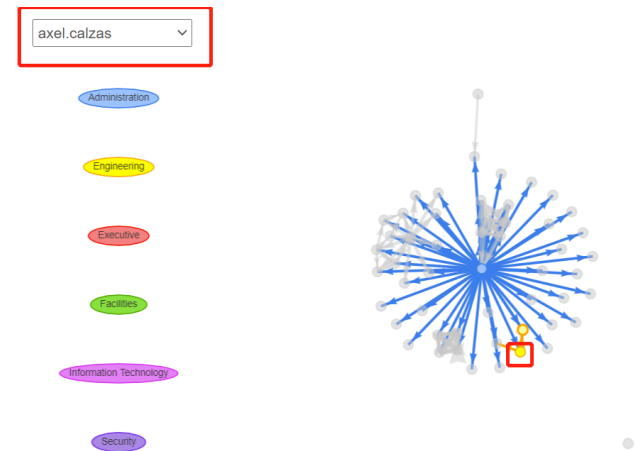 axel.calzas
Administration
Engineering
Executive
Facilities
Information Technology
Security